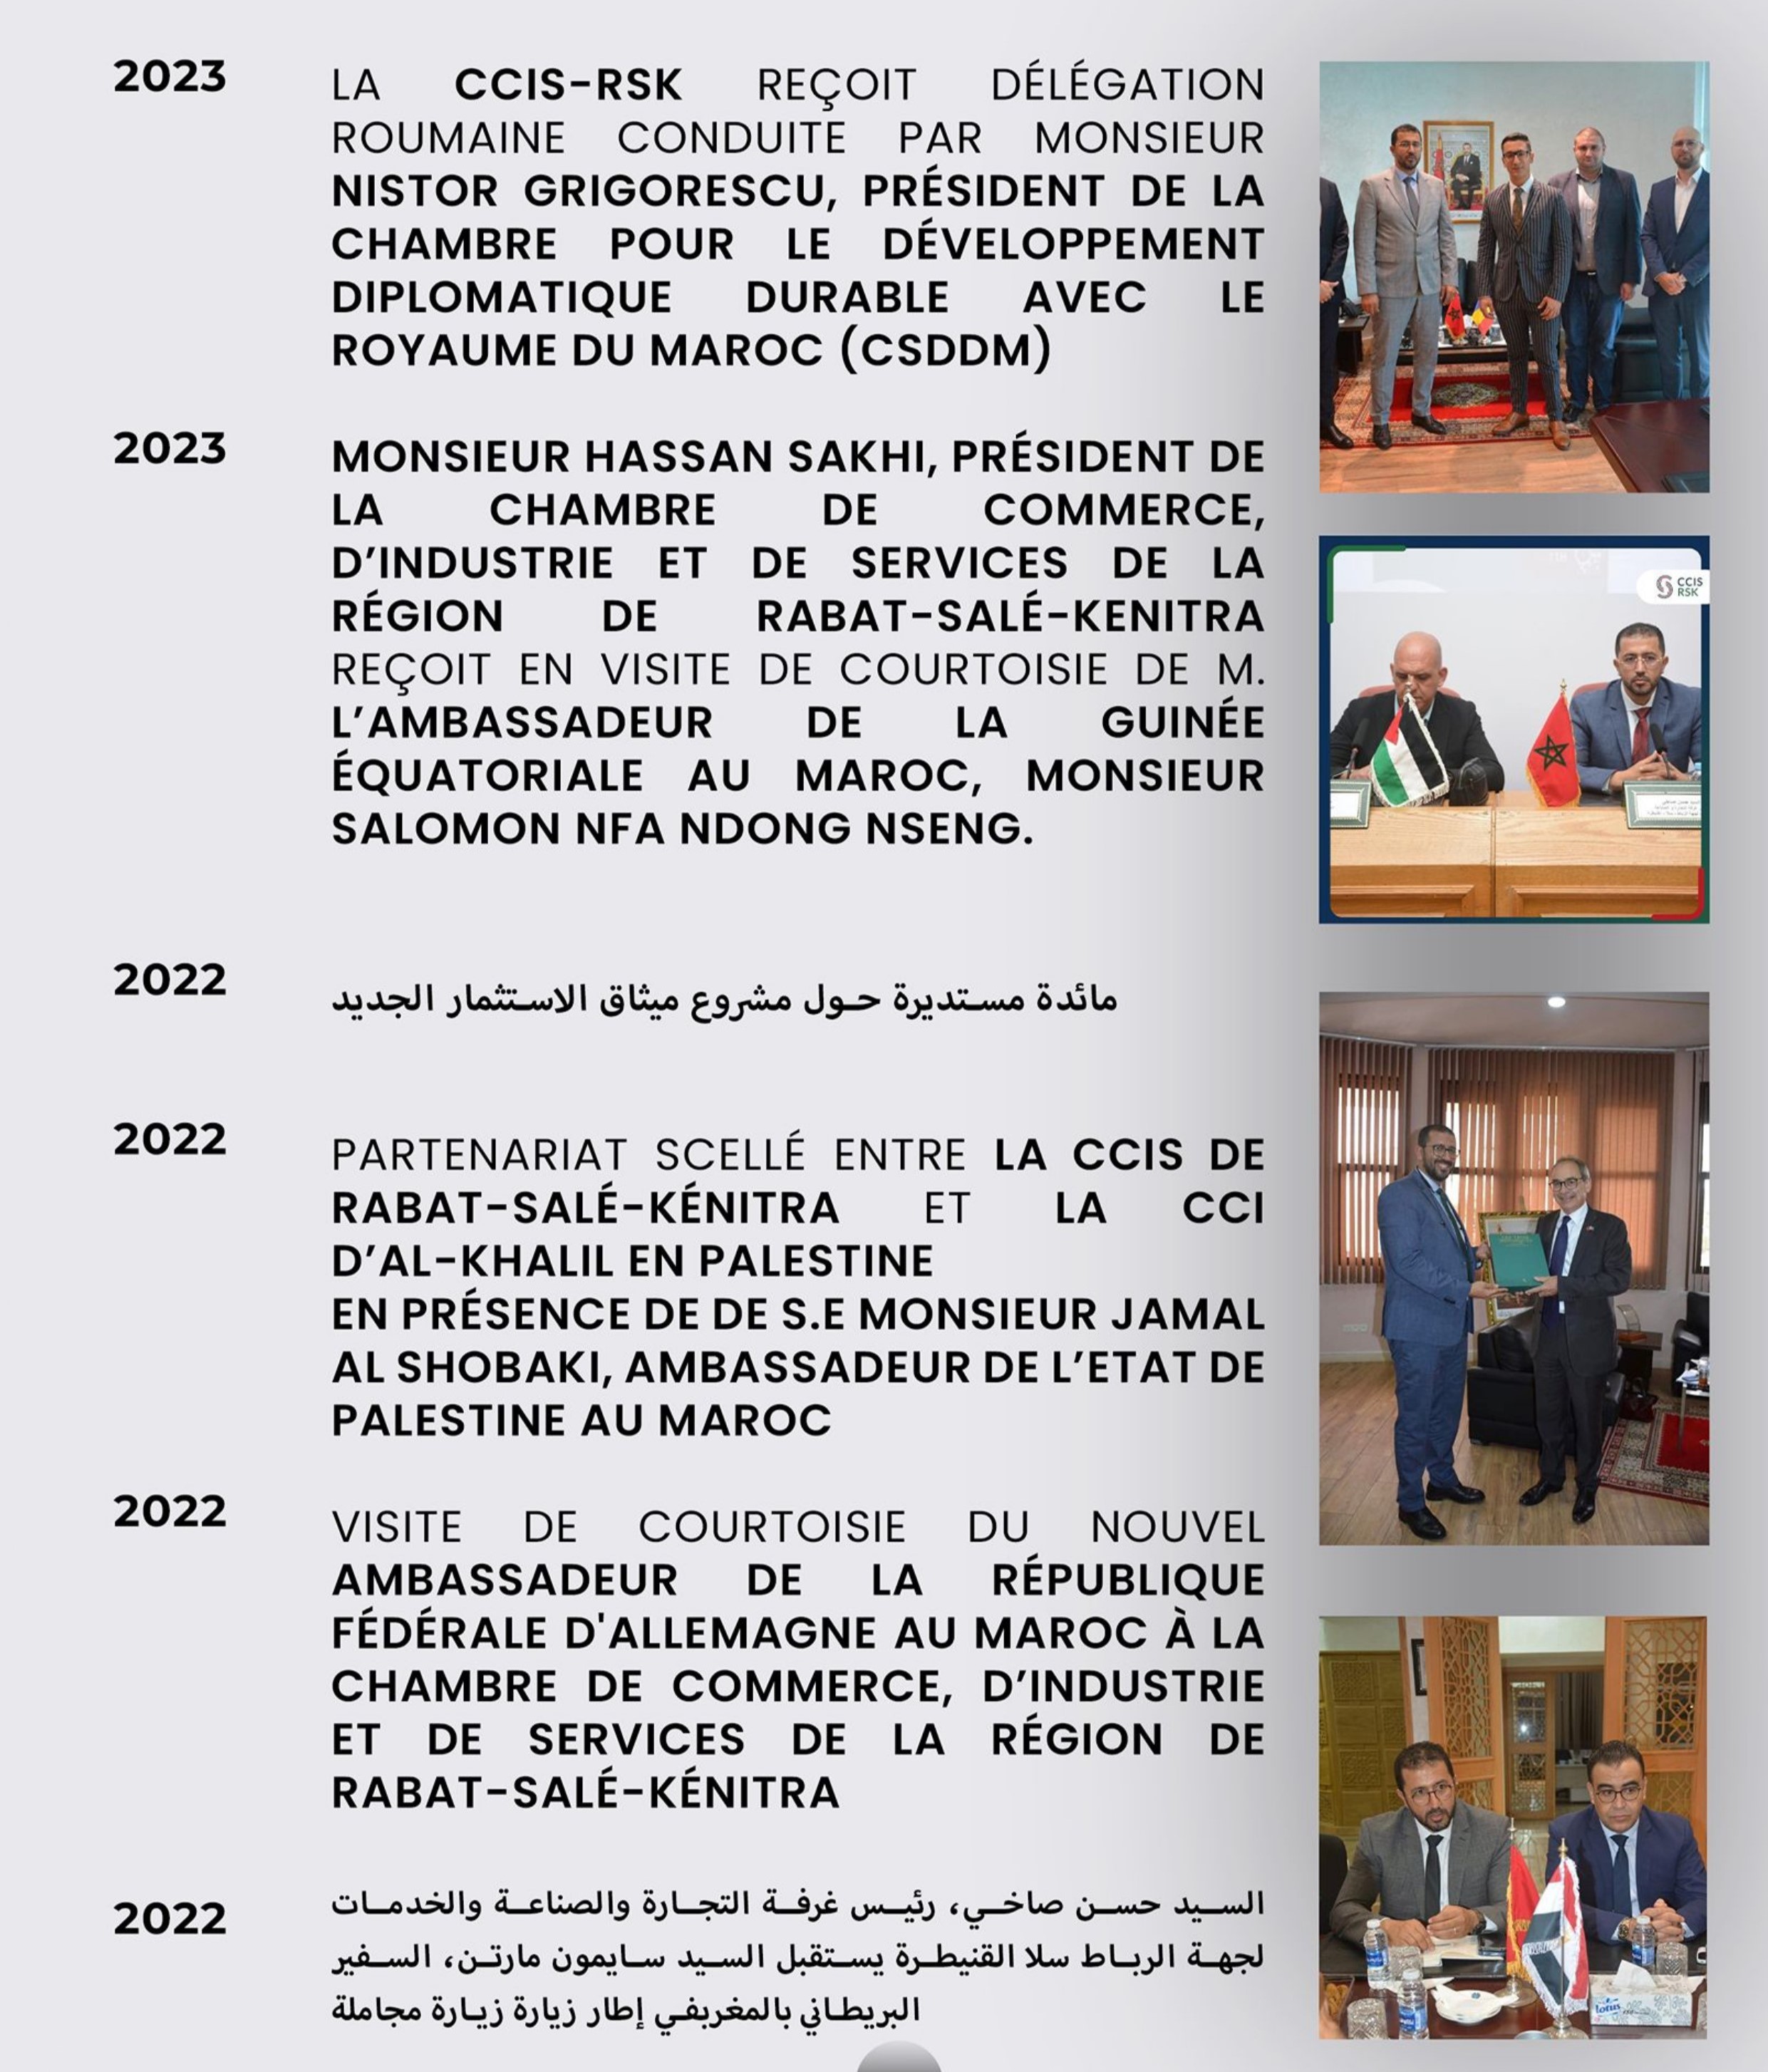 2023
LA CCIS-RSK REÇOIT DÉLÉGATION
ROUMAINE CONDUITE PAR MONSIEUR
NISTOR GRIGORESCU, PRÉSIDENT DE LA
CHAMBRE POUR LE DÉVELOPPEMENT
DIPLOMATIQUE DURABLE AVEC LE
ROYAUME DU MAROC (CSDDM)
2023
MONSIEUR HASSAN SAKHI, PRÉSIDENT DE
LA CHAMBRE DE COMMERCE,
D’INDUSTRIE ET DE SERVICES DE LA
RÉGION DE RABAT-SALÉ-KENITRA
REÇOIT EN VISITE DE COURTOISIE DE M.
L’AMBASSADEUR DE LA GUINÉE
ÉQUATORIALE AU MAROC, MONSIEUR
SALOMON NFA NDONG NSENG.
CCIS
RSK
2022
مائدة مستديرة حول مشروع ميثاق الاستثمار الجديد
2022
PARTENARIAT SCELLÉ ENTRE LA CCIS DE
RABAT-SALÉ-KÉNITRA ET LA CCI
D’AL-KHALIL EN PALESTINE
EN PRÉSENCE DE DE S.E MONSIEUR JAMAL
AL SHOBAKI, AMBASSADEUR DE L’ETAT DE
PALESTINE AU MAROC
2022
VISITE DE COURTOISIE DU NOUVEL
AMBASSADEUR DE LA RÉPUBLIQUE
FÉDÉRALE D'ALLEMAGNE AU MAROC À LA
CHAMBRE DE COMMERCE, D’INDUSTRIE
ET DE SERVICES DE LA RÉGION DE
RABAT-SALÉ-KÉNITRA
2022
السيد حسن صاخي، رئيس غرفة التجارة والصناعة والخدمات
لجهة الرباط سلا القنيطرة يستقبل السيد سايمون مارتن، السفير
البريطاني بالمغربفي إطار زيارة زيارة مجاملة
lotus